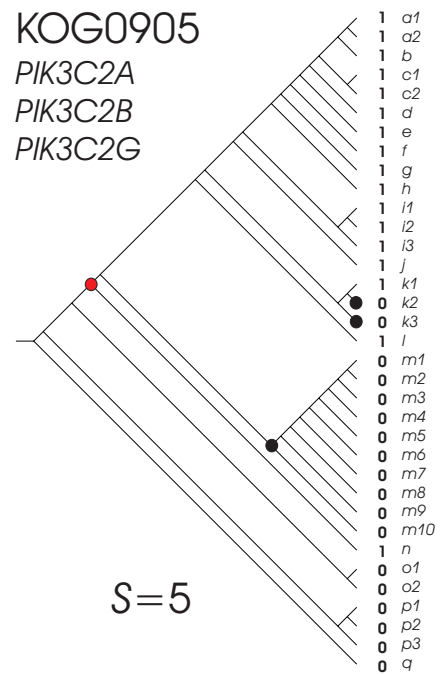 KOG0905
PIK3C2A
PIK3C2B
PIK3C2G
1 a1
1 a2
1 b
1 c1
1 c2
1 d
1 e
1 f
1 g
1 h
1 i1
1 i2
1 i3
1 j
1 k1
0 k2
0 k3
1 l
0 m1
0 m2
0 m3
0 m4
0 m5
0 m6
0 m7
0 m8
0 m9
0 m10
1 n
0 o1
0 o2
0 p1
0 p2
0 p3
0 q
S=5